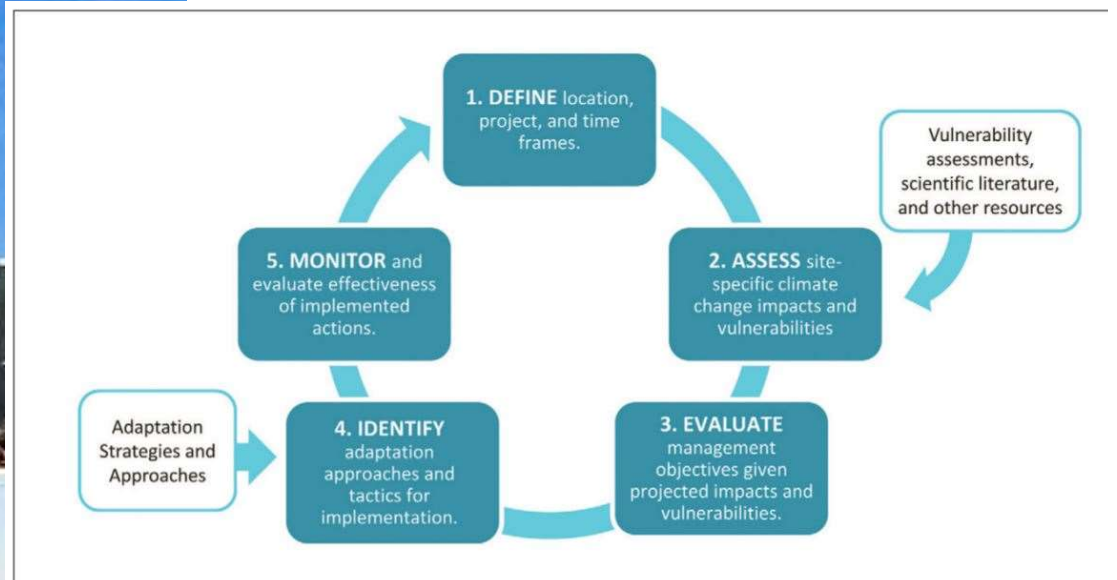 1. DEFINE location,
project, and time
frames.
Vulnerability
assessments,
scientific literature,
and other resources
2. ASSESS site-
specific climate
change impacts and
vulnerabilities
3. EVALUATE
management
objectives given
projected impacts and
vulnerabilities.
4. IDENTIFY
adaptation
approaches and
tactics for
implementation.
Adaptation
Strategies and
Approaches
5. MONITOR and
evaluate effectiveness
of implemented
actions.